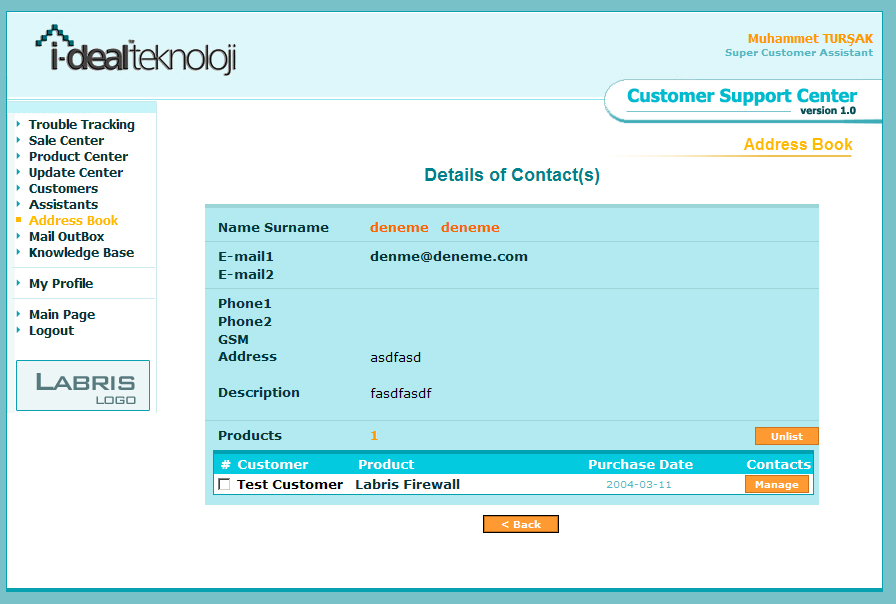 i-dealteknoloji
Muhammet TURŞAK
Super Customer Assistant
Customer Support Center
version 1.0
Address Book
Trouble Tracking
Sale Center
Product Center
Update Center
Customers
Assistants
Address Book
Mail OutBox
Knowledge Base
My Profile
Main Page
Logout
LABRIS
LOGO
Details of Contact(s)
Name Surname deneme deneme
E-mail1 denme@deneme.com
E-mail2
Phone1
Phone2
GSM
Address asdfasd
Description fasdfasdf
Products 1 Unlist
# Customer Product Purchase Date Contacts
Test Customer Labris Firewall 2004-03-11 Manage
< Back